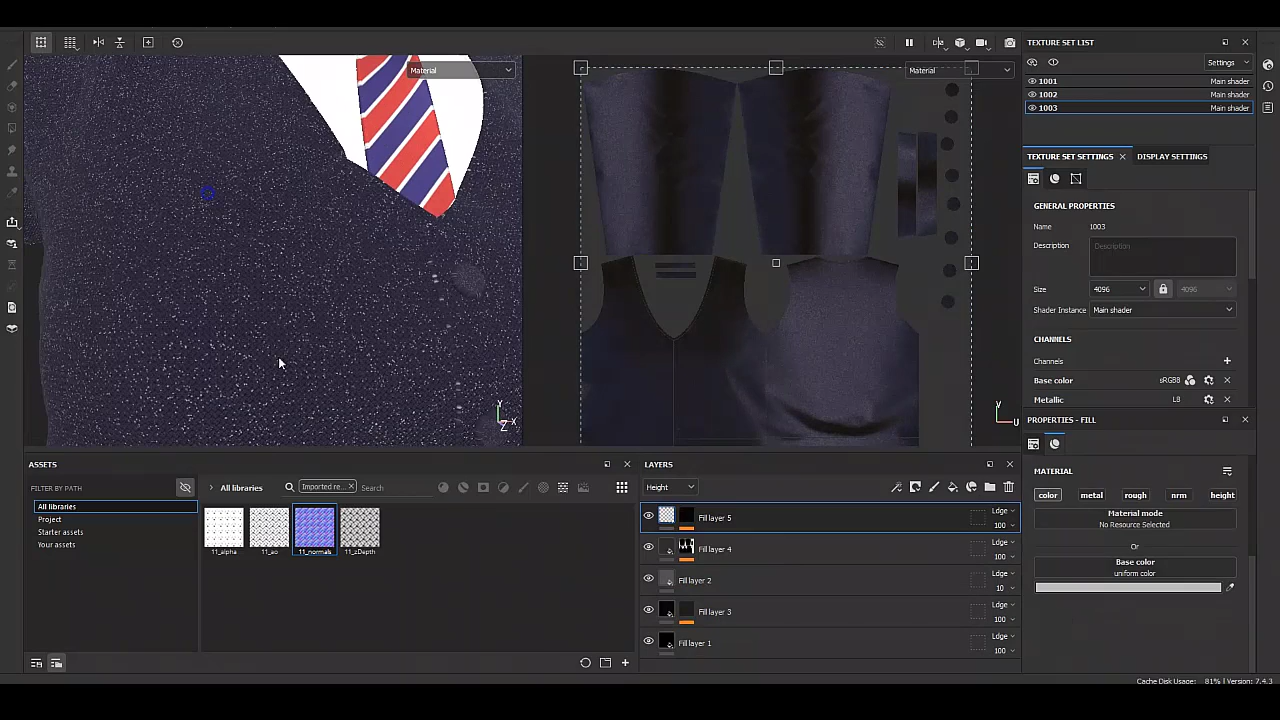 Material
Material
TEXTURE SET LIST
Settings
1001 Main shader
1002 Main shader
1003 Main shader
TEXTURE SET SETTINGS DISPLAY SETTINGS
GENERAL PROPERTIES
Name 1003
Description Description
Size 4096 4096
Shader Instance Main shader
CHANNELS
Channels
Base color sRGB8
Metallic L8
Y
X
Z
V
U
PROPERTIES - FILL
MATERIAL
color metal rough nrm height
Material mode
No Resource Selected
Or
Base color
uniform color
ASSETS
FILTER BY PATH
All libraries
Project
Starter assets
Your assets
All libraries Imported re... Search
11_alpha 11_ao 11_normals 11_zDepth
LAYERS
Height
Fill layer 5 Ldge 100
Fill layer 4 Ldge 100
Fill layer 2 Ldge 10
Fill layer 3 Ldge 100
Fill layer 1 Ldge 100
Cache Disk Usage: 81% | Version: 7.4.3